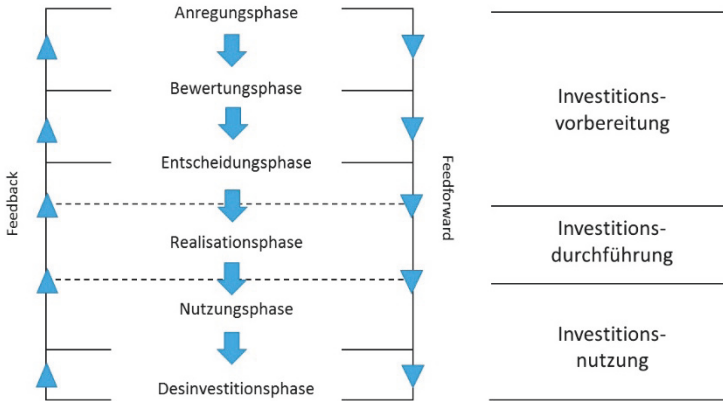 Anregungsphase
Bewertungsphase
Entscheidungsphase
Realisationsphase
Nutzungsphase
Desinvestitionsphase
Feedback
Feedforward
Investitions-
vorbereitung
Investitions-
durchführung
Investitions-
nutzung